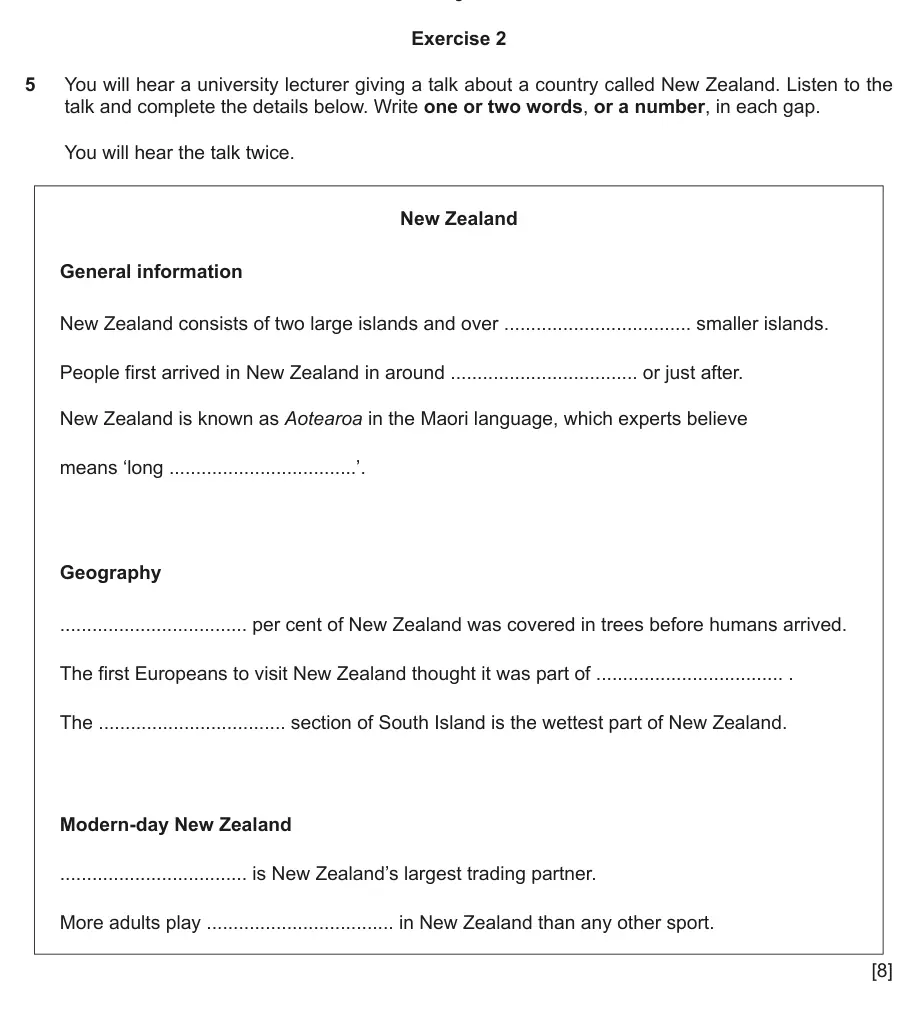 Exercise 2
5 You will hear a university lecturer giving a talk about a country called New Zealand. Listen to the
talk and complete the details below. Write one or two words, or a number, in each gap.
You will hear the talk twice.
New Zealand
General information
New Zealand consists of two large islands and over ................................... smaller islands.
People first arrived in New Zealand in around ................................... or just after.
New Zealand is known as Aotearoa in the Maori language, which experts believe
means ‘long ...................................’.
Geography
................................... per cent of New Zealand was covered in trees before humans arrived.
The first Europeans to visit New Zealand thought it was part of ................................... .
The ................................... section of South Island is the wettest part of New Zealand.
Modern-day New Zealand
................................... is New Zealand’s largest trading partner.
More adults play ................................... in New Zealand than any other sport.
[8]